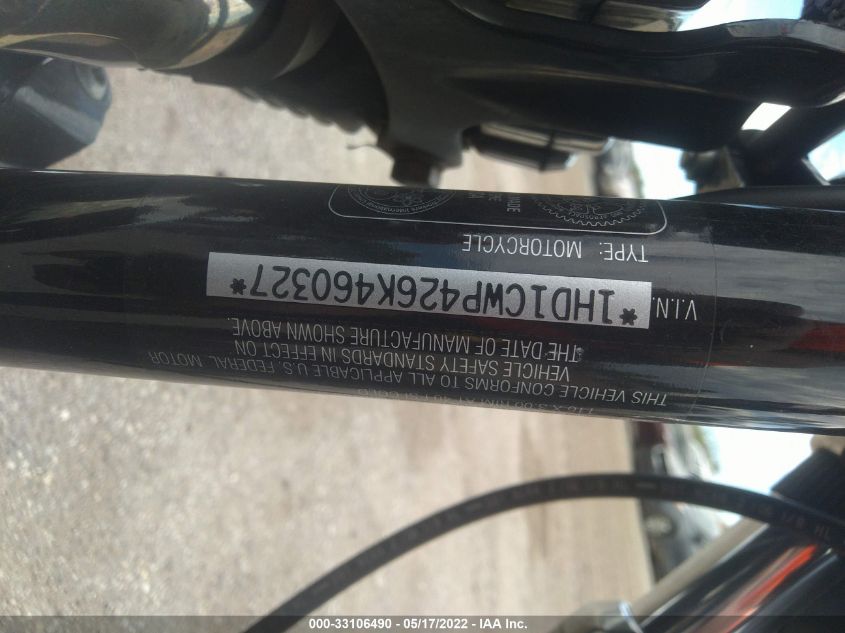 THIS VEHICLE CONFORMS TO ALL APPLICABLE U.S. FEDERAL MOTOR
VEHICLE SAFETY STANDARDS IN EFFECT ON
THE DATE OF MANUFACTURE SHOWN ABOVE.
V.I.N. *1HD1CWP426K460327*
TYPE: MOTORCYCLE
000-33106490 - 05/17/2022 - IAA Inc.